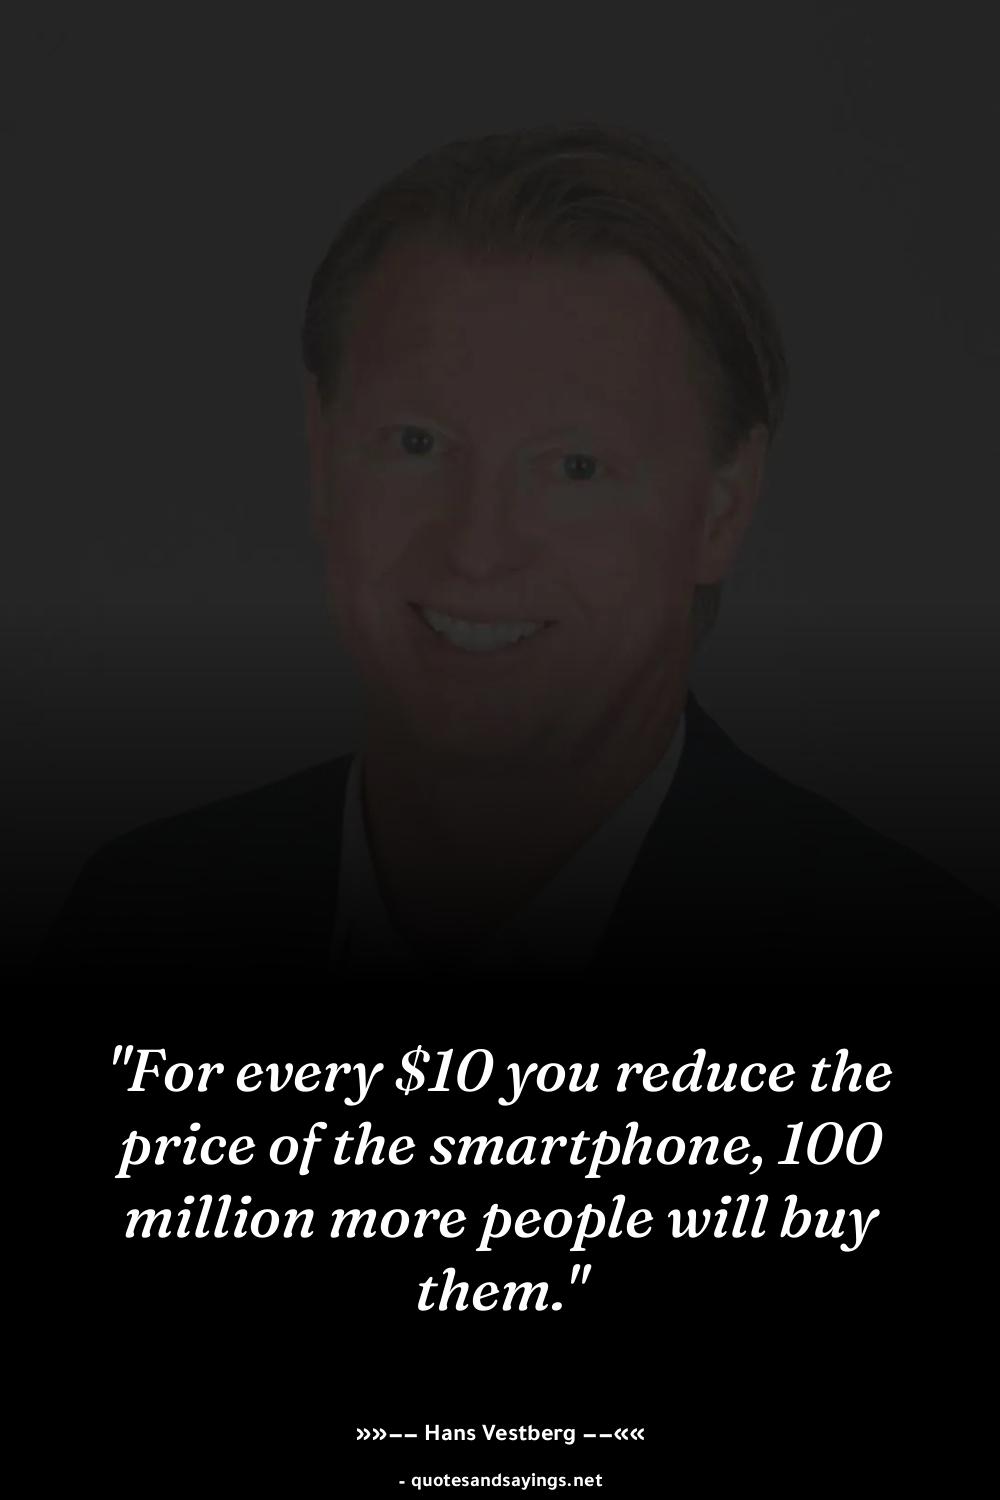 "For every $10 you reduce the
price of the smartphone, 100
million more people will buy
them."
»»–– Hans Vestberg ––««
- quotesandsayings.net